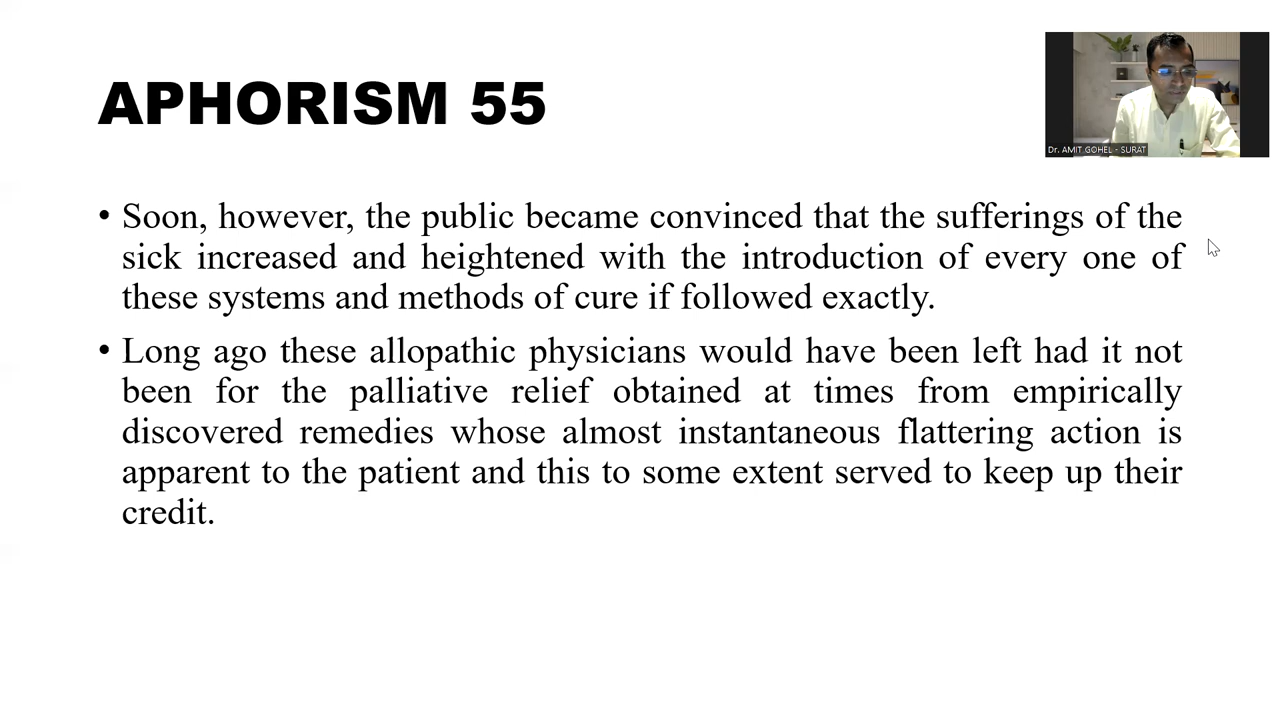 APHORISM 55
Dr. AMIT GOHEL - SURAT
• Soon, however, the public became convinced that the sufferings of the
sick increased and heightened with the introduction of every one of
these systems and methods of cure if followed exactly.
• Long ago these allopathic physicians would have been left had it not
been for the palliative relief obtained at times from empirically
discovered remedies whose almost instantaneous flattering action is
apparent to the patient and this to some extent served to keep up their
credit.